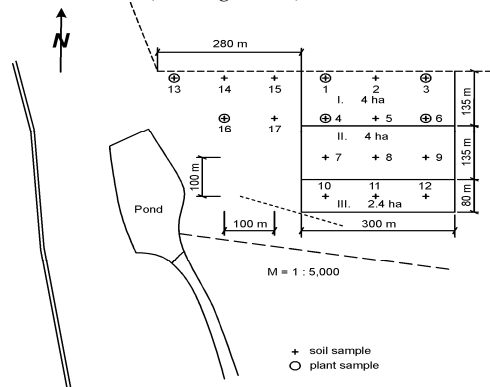 N
280 m
13 14 15 1 2 3
I. 4 ha
135 m
16 17 4 5 6
II. 4 ha
7 8 9
135 m
100 m
10 11 12
III. 2.4 ha
80 m
Pond
100 m
300 m
M = 1 : 5,000
+ soil sample
plant sample